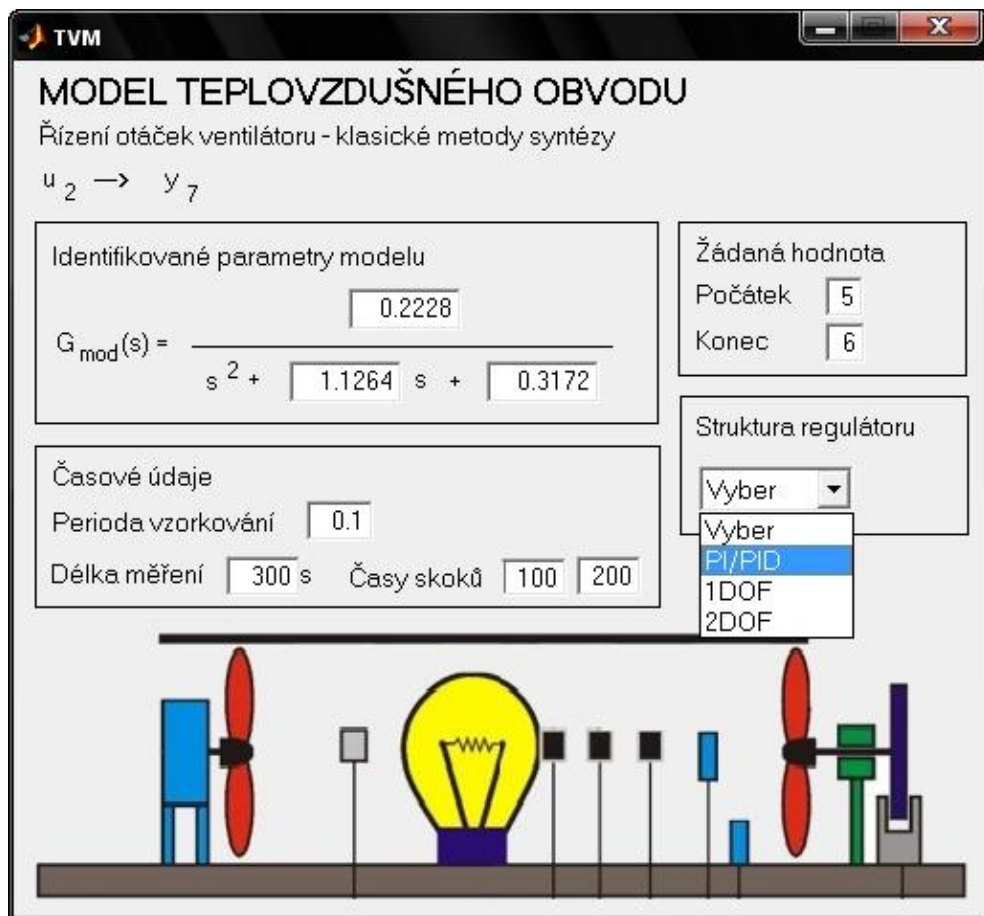 TVM
MODEL TEPLOVZDUŠNÉHO OBVODU
Řízení otáček ventilátoru - klasické metody syntézy
u 2 —> y 7
Identifikované parametry modelu
0.2228
G mod (s) =
s 2 + 1.1264 s + 0.3172
Žádaná hodnota
Počátek 5
Konec 6
Časové údaje
Perioda vzorkování 0.1
Délka měření 300 s Časy skoků 100 200
Struktura regulátoru
Vyber
Vyber
PI/PID
1DOF
2DOF